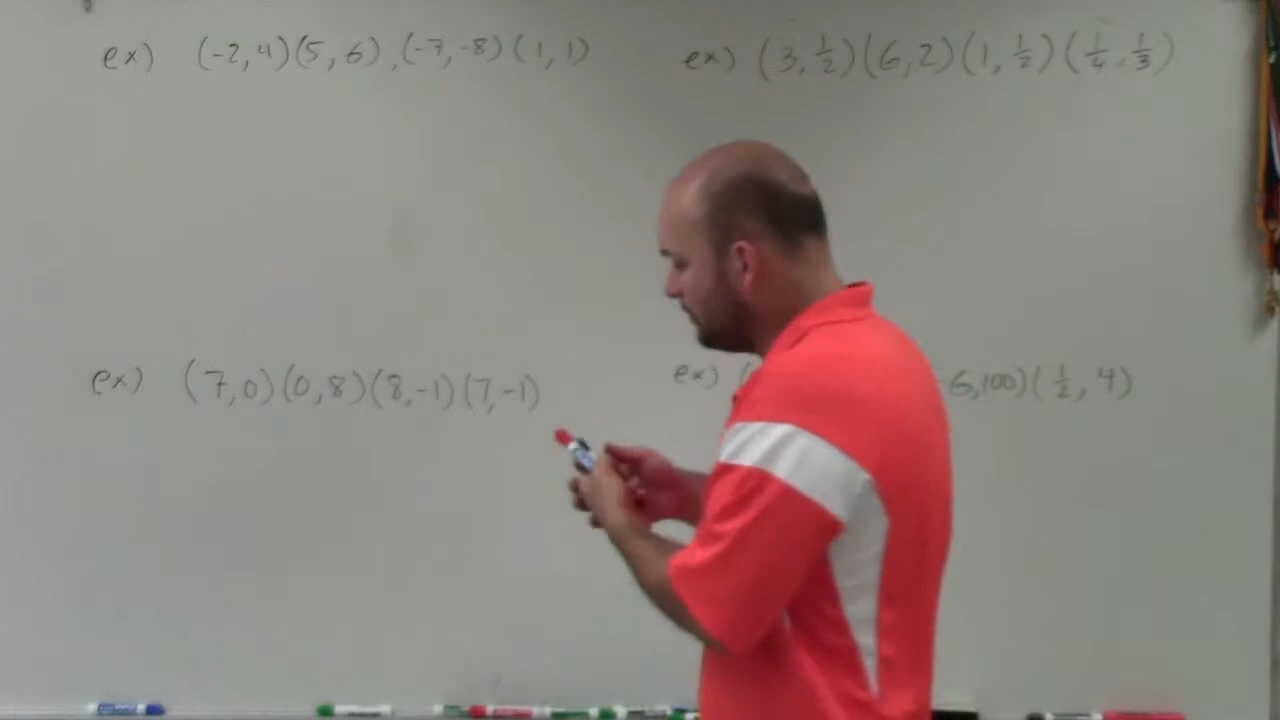 ex) (-2, 4)(5, 6), (-7, -8)(1, 1)
ex) (3, 1/2)(6, 2)(1, 1/2)(1/4, 1/3)
ex) (7, 0)(0, 8)(8, -1)(7, -1)
ex) ( 6, 100)(1/2, 4)